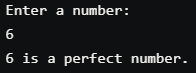 Enter a number:
6
6 is a perfect number.